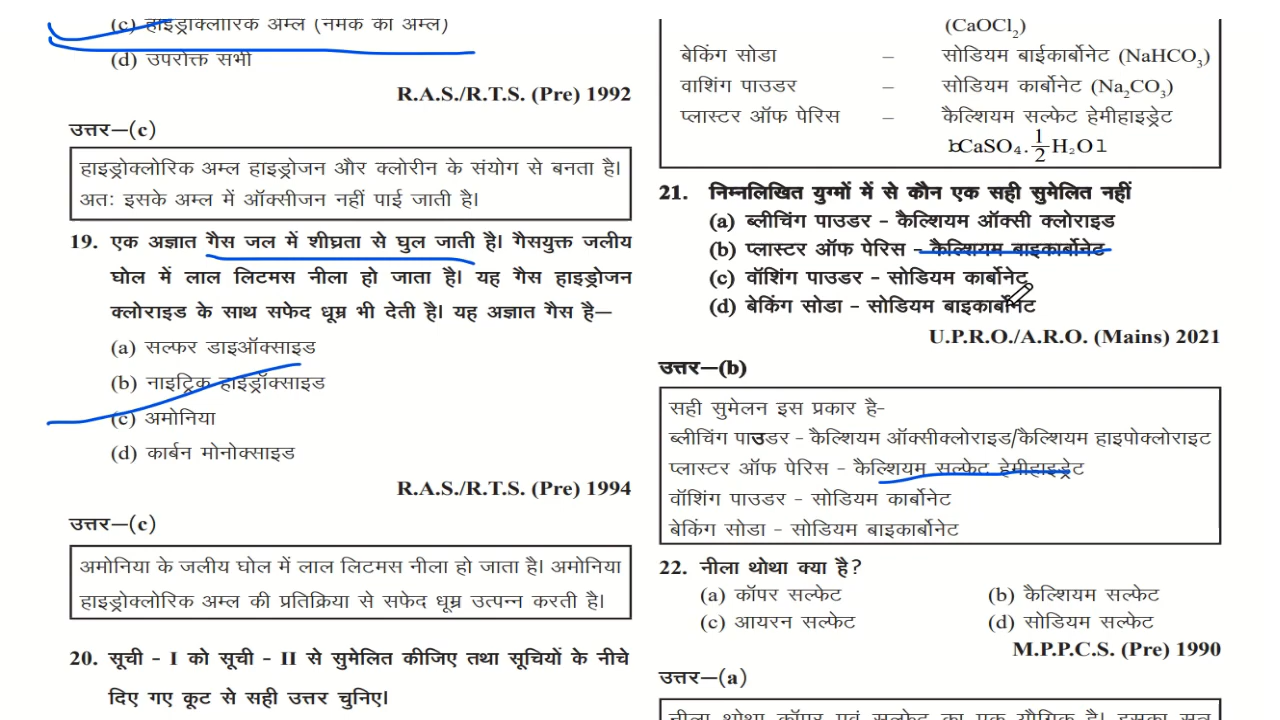 (c) हाइड्रोक्लोरिक अम्ल (नमक का अम्ल)
(d) उपरोक्त सभी
R.A.S./R.T.S. (Pre) 1992
उत्तर–(c)
हाइड्रोक्लोरिक अम्ल हाइड्रोजन और क्लोरीन के संयोग से बनता है।
अतः इसके अम्ल में ऑक्सीजन नहीं पाई जाती है।
19. एक अज्ञात गैस जल में शीघ्रता से घुल जाती है। गैसयुक्त जलीय
घोल में लाल लिटमस नीला हो जाता है। यह गैस हाइड्रोजन
क्लोराइड के साथ सफेद धूम्र भी देती है। यह अज्ञात गैस है–
(a) सल्फर डाइऑक्साइड
(b) नाइट्रिक हाइड्रॉक्साइड
(c) अमोनिया
(d) कार्बन मोनोक्साइड
R.A.S./R.T.S. (Pre) 1994
उत्तर–(c)
अमोनिया के जलीय घोल में लाल लिटमस नीला हो जाता है। अमोनिया
हाइड्रोक्लोरिक अम्ल की प्रतिक्रिया से सफेद धूम्र उत्पन्न करती है।
20. सूची - I को सूची - II से सुमेलित कीजिए तथा सूचियों के नीचे
दिए गए कूट से सही उत्तर चुनिए।
(CaOCl₂)
बेकिंग सोडा – सोडियम बाईकार्बोनेट (NaHCO₃)
वाशिंग पाउडर – सोडियम कार्बोनेट (Na₂CO₃)
प्लास्टर ऑफ पेरिस – कैल्शियम सल्फेट हेमीहाइड्रेट
bCaSO₄.1/2H₂Ol
21. निम्नलिखित युग्मों में से कौन एक सही सुमेलित नहीं
(a) ब्लीचिंग पाउडर - कैल्शियम ऑक्सी क्लोराइड
(b) प्लास्टर ऑफ पेरिस - कैल्शियम बाइकार्बोनेट
(c) वॉशिंग पाउडर - सोडियम कार्बोनेट
(d) बेकिंग सोडा - सोडियम बाइकार्बोनेट
U.P.R.O./A.R.O. (Mains) 2021
उत्तर–(b)
सही सुमेलन इस प्रकार है-
ब्लीचिंग पाउडर - कैल्शियम ऑक्सीक्लोराइड/कैल्शियम हाइपोक्लोराइट
प्लास्टर ऑफ पेरिस - कैल्शियम सल्फेट हेमीहाइड्रेट
वॉशिंग पाउडर - सोडियम कार्बोनेट
बेकिंग सोडा - सोडियम बाइकार्बोनेट
22. नीला थोथा क्या है?
(a) कॉपर सल्फेट (b) कैल्शियम सल्फेट
(c) आयरन सल्फेट (d) सोडियम सल्फेट
M.P.P.C.S. (Pre) 1990
उत्तर–(a)
नीला थोथा कॉपर एवं सल्फेट का एक यौगिक है। इसका सूत्र